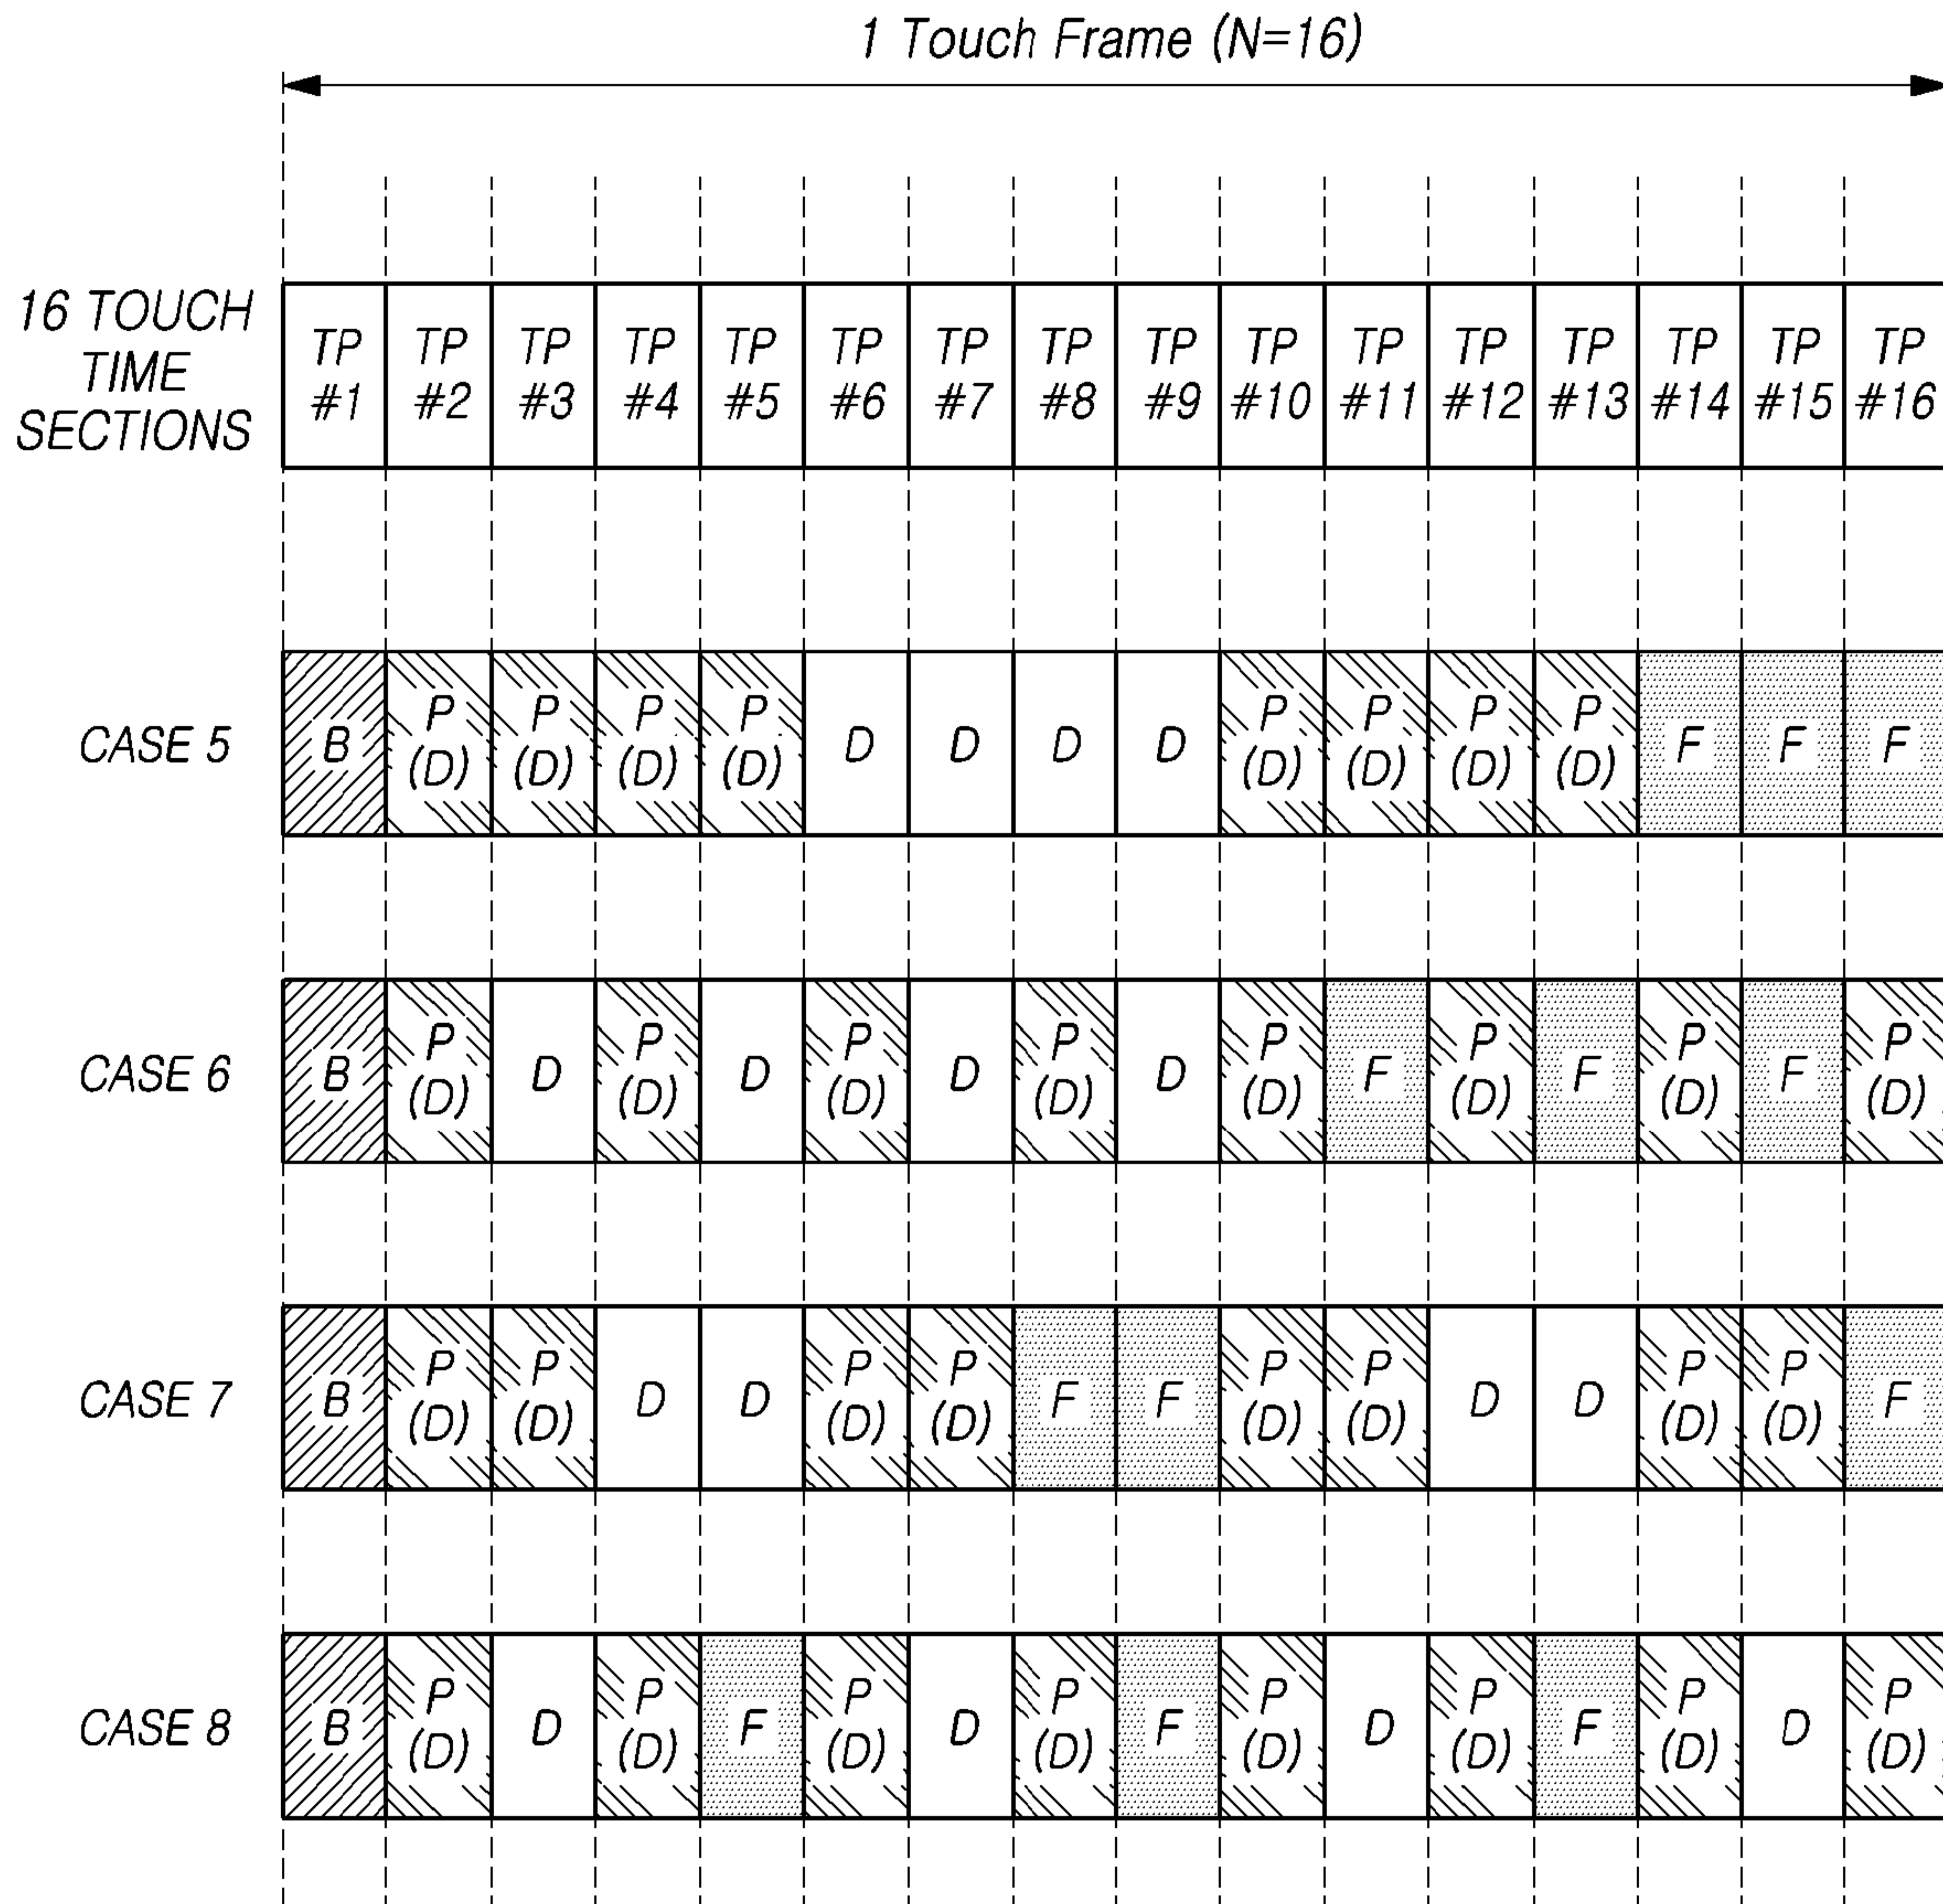 1 Touch Frame (N=16)
16 TOUCH
TIME
SECTIONS
TP TP TP TP TP TP TP TP TP TP TP TP TP TP TP TP
#1 #2 #3 #4 #5 #6 #7 #8 #9 #10 #11 #12 #13 #14 #15 #16
CASE 5 B P (D) P (D) P (D) P (D) D D D D P (D) P (D) P (D) P (D) F F F
CASE 6 B P (D) D P (D) D P (D) D P (D) D P (D) F P (D) F P (D) F P (D)
CASE 7 B P (D) P (D) D D P (D) P (D) F F P (D) P (D) D D P (D) P (D) F
CASE 8 B P (D) D P (D) F P (D) D P (D) F P (D) D P (D) F P (D) D P (D)